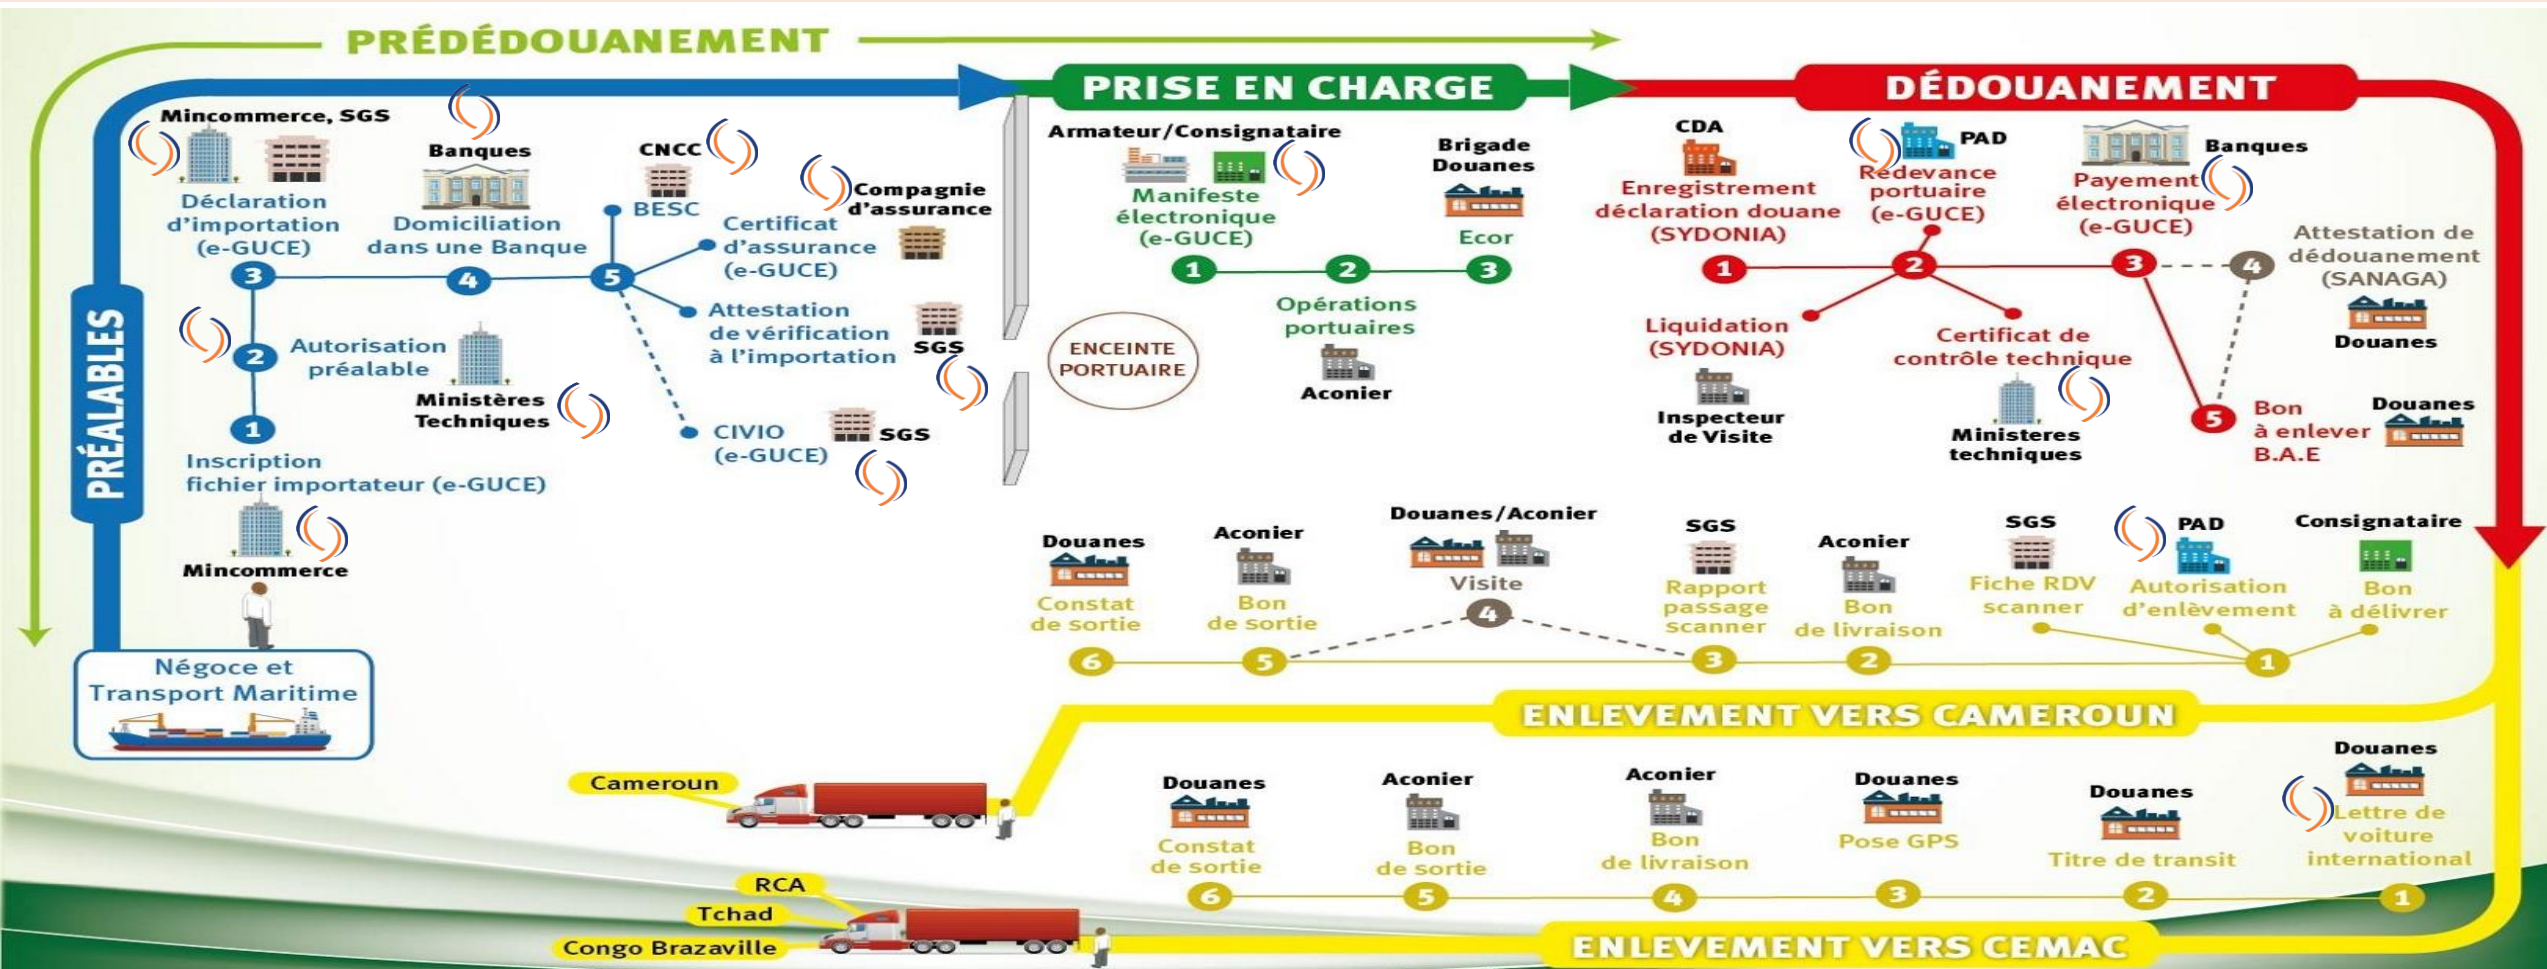 PRÉDÉDOUANEMENT
PRÉALABLES
Mincommerce, SGS
Déclaration
d'importation
(e-GUCE)
3
Banques
Domiciliation
dans une Banque
4
CNCC
BESC
5
Compagnie
d'assurance
Certificat
d'assurance
(e-GUCE)
Attestation
de vérification
à l'importation
SGS
CIVIO
(e-GUCE)
SGS
2
Autorisation
préalable
Ministères
Techniques
1
Inscription
fichier importateur (e-GUCE)
Mincommerce
Négoce et
Transport Maritime
PRISE EN CHARGE
Armateur/Consignataire
Manifeste
électronique
(e-GUCE)
1
2
Opérations
portuaires
Aconier
Brigade
Douanes
Ecor
3
ENCEINTE
PORTUAIRE
DÉDOUANEMENT
CDA
Enregistrement
déclaration douane
(SYDONIA)
1
PAD
Redevance
portuaire
(e-GUCE)
2
Liquidation
(SYDONIA)
Inspecteur
de Visite
Certificat de
contrôle technique
Ministeres
techniques
Banques
Payement
électronique
(e-GUCE)
3
Attestation de
dédouanement
(SANAGA)
4
Douanes
5
Bon
à enlever
B.A.E
Douanes
Douanes
Constat
de sortie
6
Aconier
Bon
de sortie
5
Douanes/Aconier
Visite
4
SGS
Rapport
passage
scanner
3
Aconier
Bon
de livraison
2
SGS
Fiche RDV
scanner
PAD
Autorisation
d'enlèvement
Consignataire
Bon
à délivrer
1
ENLEVEMENT VERS CAMEROUN
Cameroun
Douanes
Constat
de sortie
6
Aconier
Bon
de sortie
5
Aconier
Bon
de livraison
4
Douanes
Pose GPS
3
Douanes
Titre de transit
2
Douanes
Lettre de
voiture
international
1
RCA
Tchad
Congo Brazaville
ENLEVEMENT VERS CEMAC